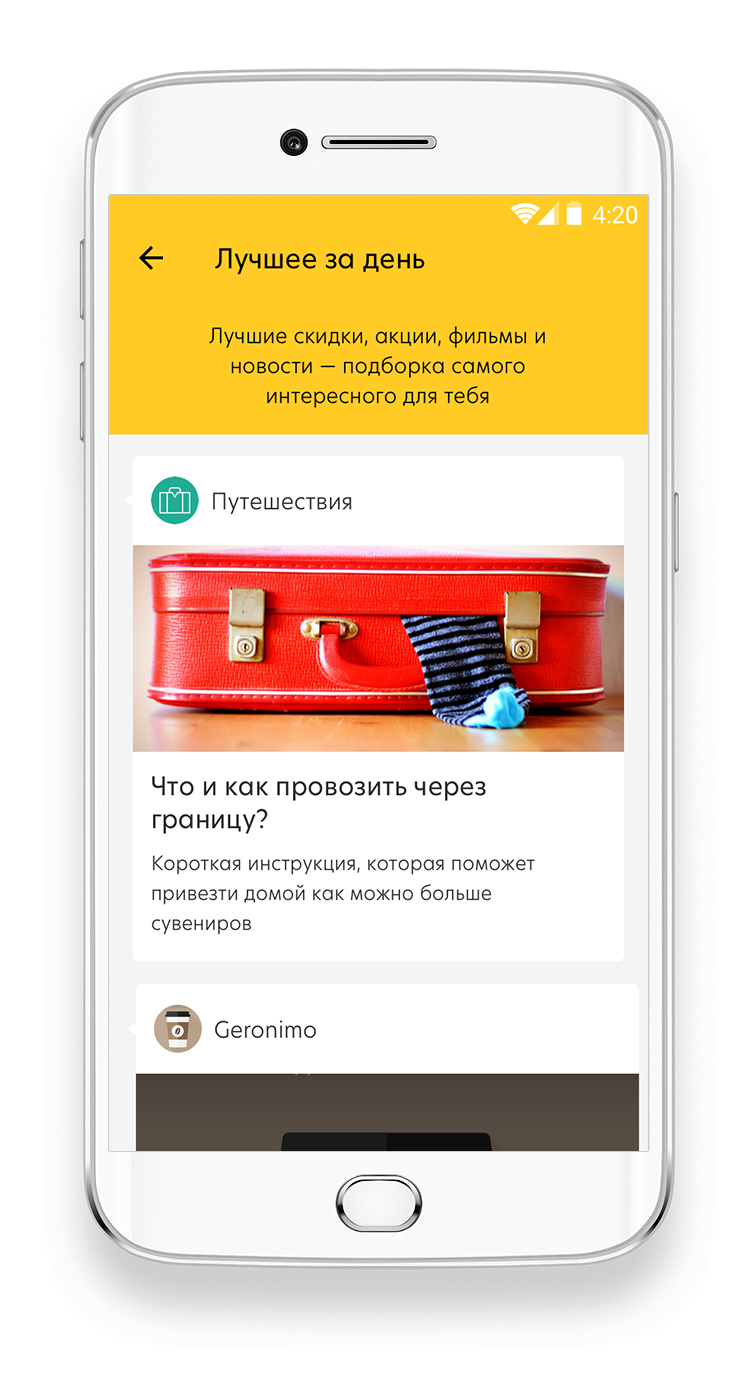 4:20
Лучшее за день
Лучшие скидки, акции, фильмы и
новости — подборка самого
интересного для тебя
Путешествия
Что и как провозить через
границу?
Короткая инструкция, которая поможет
привезти домой как можно больше
сувениров
Geronimo